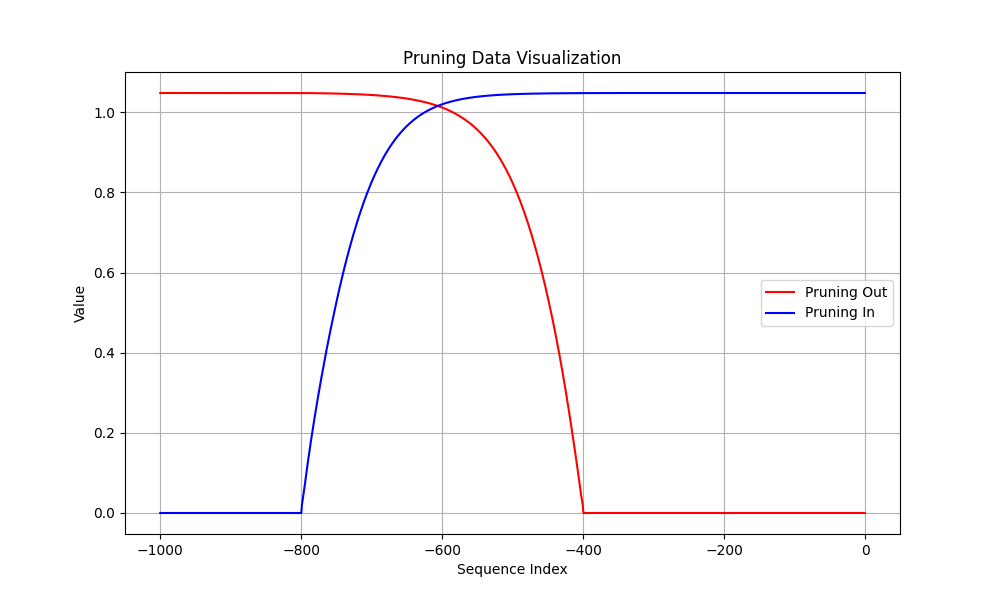 Pruning Data Visualization
Value
1.0
0.8
0.6
0.4
0.2
0.0
Pruning Out
Pruning In
−1000
−800
−600
−400
−200
0
Sequence Index